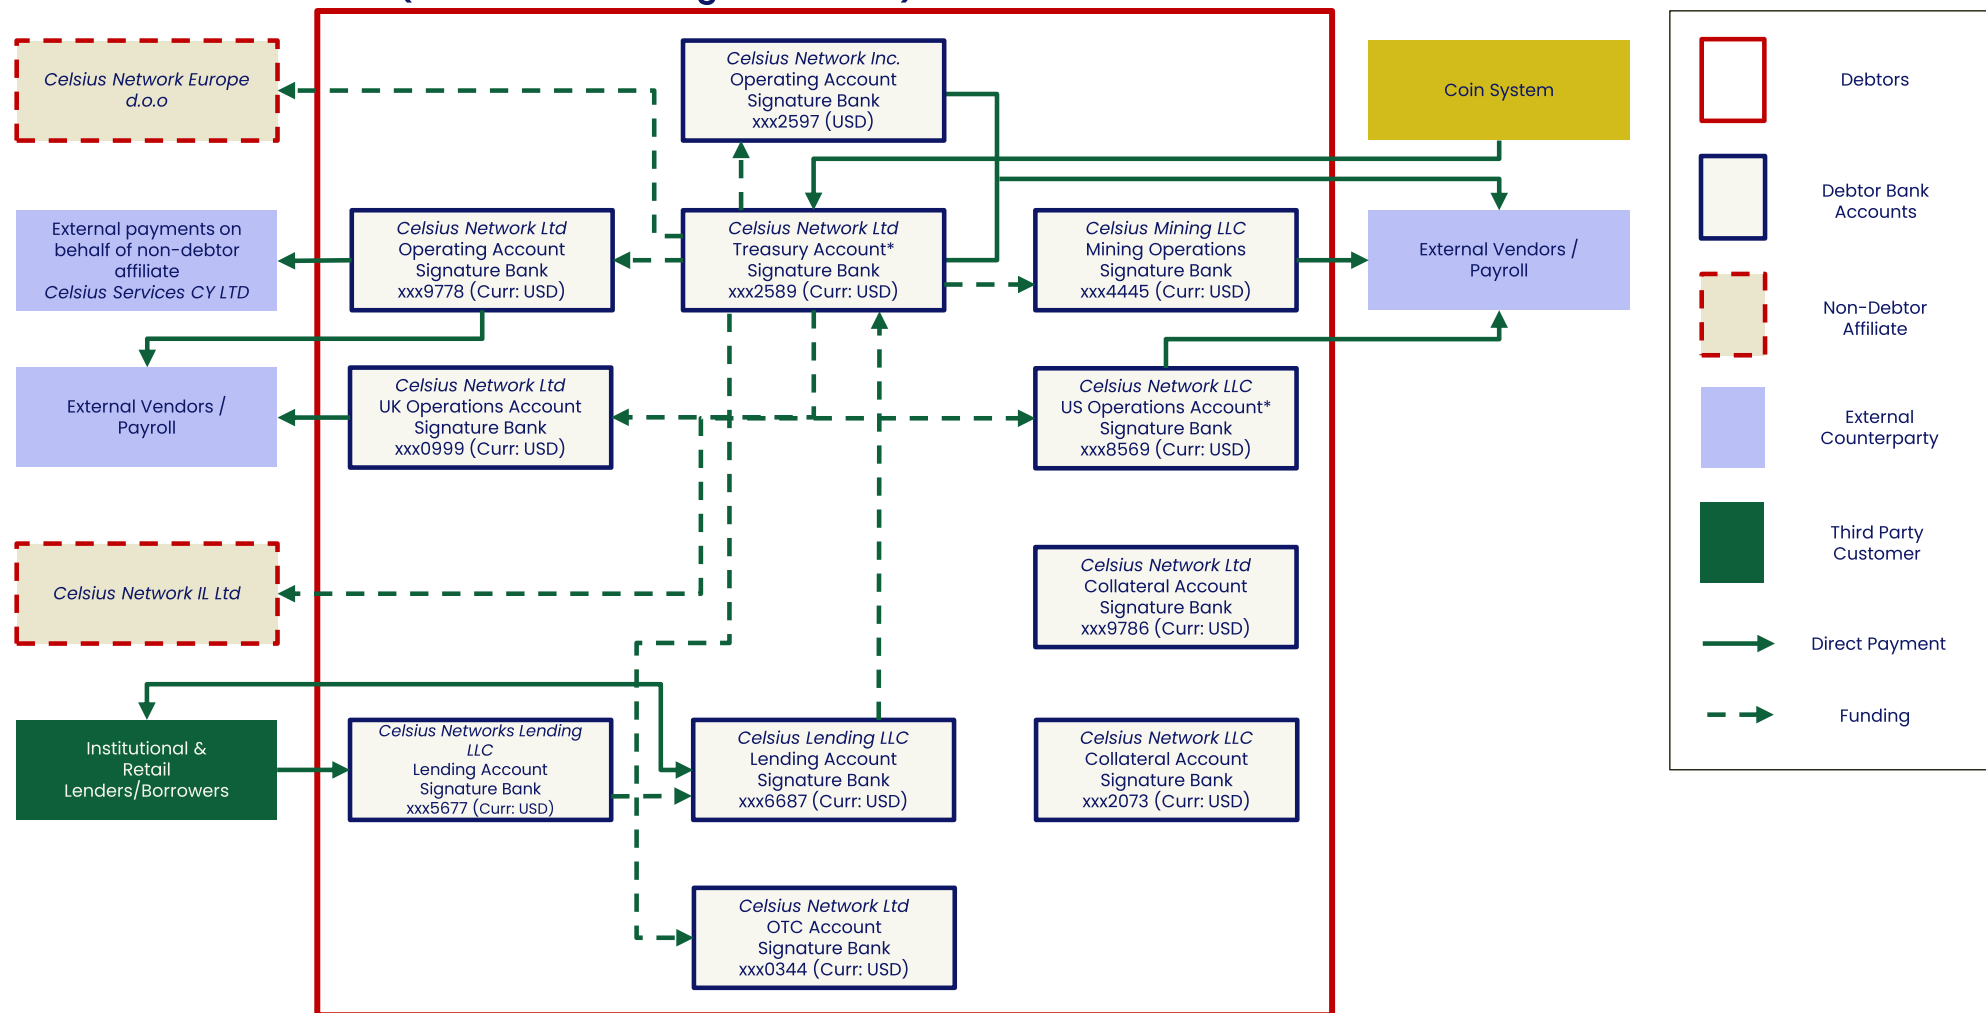 Celsius Network Europe
d.o.o
Celsius Network Inc.
Operating Account
Signature Bank
xxx2597 (USD)
Coin System
External payments on
behalf of non-debtor
affiliate
Celsius Services CY LTD
Celsius Network Ltd
Operating Account
Signature Bank
xxx9778 (Curr: USD)
Celsius Network Ltd
Treasury Account*
Signature Bank
xxx2589 (Curr: USD)
Celsius Mining LLC
Mining Operations
Signature Bank
xxx4445 (Curr: USD)
External Vendors /
Payroll
External Vendors /
Payroll
Celsius Network Ltd
UK Operations Account
Signature Bank
xxx0999 (Curr: USD)
Celsius Network LLC
US Operations Account*
Signature Bank
xxx8569 (Curr: USD)
Celsius Network IL Ltd
Celsius Network Ltd
Collateral Account
Signature Bank
xxx9786 (Curr: USD)
Institutional &
Retail
Lenders/Borrowers
Celsius Networks Lending
LLC
Lending Account
Signature Bank
xxx5677 (Curr: USD)
Celsius Lending LLC
Lending Account
Signature Bank
xxx6687 (Curr: USD)
Celsius Network LLC
Collateral Account
Signature Bank
xxx2073 (Curr: USD)
Celsius Network Ltd
OTC Account
Signature Bank
xxx0344 (Curr: USD)
Debtors
Debtor Bank
Accounts
Non-Debtor
Affiliate
External
Counterparty
Third Party
Customer
Direct Payment
Funding